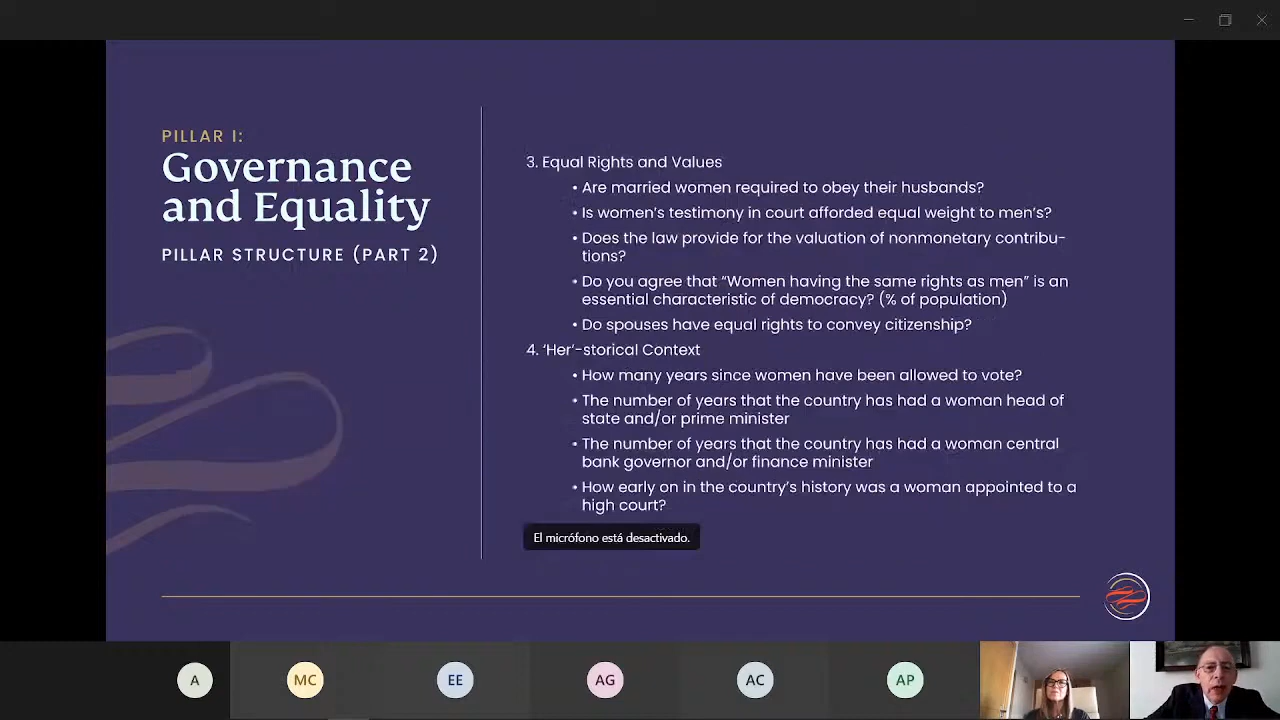 PILLAR I:
Governance
and Equality
PILLAR STRUCTURE (PART 2)
3. Equal Rights and Values
• Are married women required to obey their husbands?
• Is women’s testimony in court afforded equal weight to men’s?
• Does the law provide for the valuation of nonmonetary contribu-
tions?
• Do you agree that “Women having the same rights as men” is an
essential characteristic of democracy? (% of population)
• Do spouses have equal rights to convey citizenship?
4. ‘Her’-storical Context
• How many years since women have been allowed to vote?
• The number of years that the country has had a woman head of
state and/or prime minister
• The number of years that the country has had a woman central
bank governor and/or finance minister
• How early on in the country’s history was a woman appointed to a
high court?
El micrófono está desactivado.
A
MC
EE
AG
AC
AP